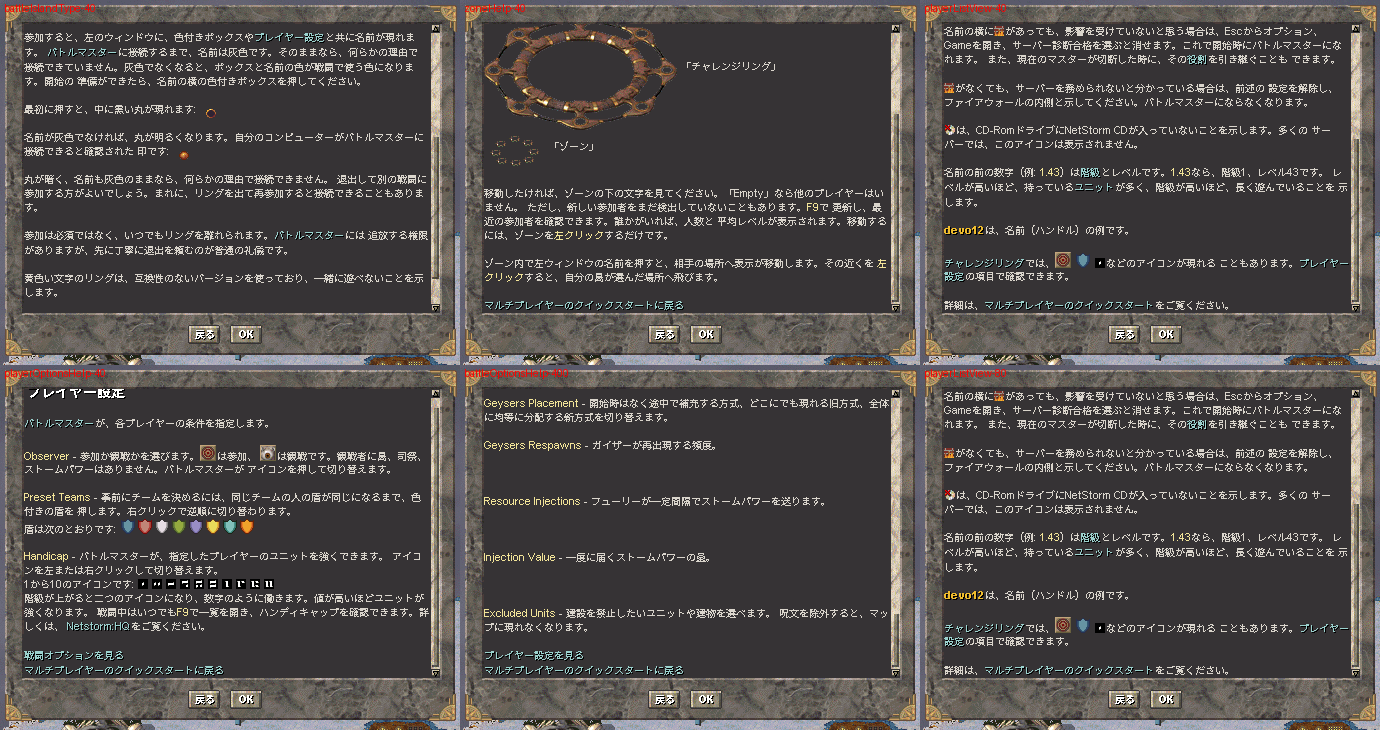 参加すると、左のウィンドウに、色付きボックスやプレイヤー設定と共に名前が現れま
す。 バトルマスターに接続するまで、名前は灰色です。そのままなら、何らかの理由で
接続できていません。灰色でなくなると、ボックスと名前の色が戦闘で使う色になりま
す。開始の 準備ができたら、名前の横の色付きボックスを押してください。
最初に押すと、中に黒い丸が現れます:
名前が灰色でなければ、丸が明るくなります。自分のコンピューターがバトルマスターに
接続できると確認された 印です:
丸が暗く、名前も灰色のままなら、何らかの理由で接続できません。 退出して別の戦闘に
参加する方がよいでしょう。まれに、リングを出て再参加すると接続できることもありま
す。
参加は必須ではなく、いつでもリングを離れられます。バトルマスターには 追放する権限
がありますが、先に丁寧に退出を頼むのが普通の礼儀です。
黄色い文字のリングは、互換性のないバージョンを使っており、一緒に遊べないことを示
します。
戻る OK
「チャレンジリング」
「ゾーン」
移動したければ、ゾーンの下の文字を見てください。「Empty」なら他のプレイヤーはい
ません。 ただし、新しい参加者をまだ検出していないこともあります。F9で 更新し、最
近の参加者を確認できます。誰かがいれば、人数と 平均レベルが表示されます。移動する
には、ゾーンを左クリックするだけです。
ゾーン内で左ウィンドウの名前を押すと、相手の場所へ表示が移動します。その近くを 左
クリックすると、自分の島が選んだ場所へ飛びます。
マルチプレイヤーのクイックスタートに戻る
戻る OK
名前の横に があっても、影響を受けていないと思う場合は、Escからオプション、
Gameを開き、サーバー診断合格を選ぶと消せます。これで開始時にバトルマスターにな
れます。 また、現在のマスターが切断した時に、その役割を引き継ぐことも できます。
がなくても、サーバーを務められないと分かっている場合は、前述の 設定を解除し、
ファイアウォールの内側と示してください。バトルマスターにならなくなります。
は、CD-RomドライブにNetStorm CDが入っていないことを示します。多くの サー
バーでは、このアイコンは表示されません。
名前の前の数字（例: 1.43）は階級とレベルです。1.43なら、階級1、レベル43です。 レ
ベルが高いほど、持っているユニット が多く、階級が高いほど、長く遊んでいることを 示
します。
devo12は、名前（ハンドル）の例です。
チャレンジリングでは、 などのアイコンが現れる こともあります。プレイヤー
設定の項目で確認できます。
詳細は、マルチプレイヤーのクイックスタート をご覧ください。
戻る OK
プレイヤー設定
バトルマスターが、各プレイヤーの条件を指定します。
Observer - 参加か観戦かを選びます。 は参加、 は観戦です。観戦者に島、司祭、
ストームパワーはありません。バトルマスターが アイコンを押して切り替えます。
Preset Teams - 事前にチームを決めるには、同じチームの人の盾が同じになるまで、色
付きの盾を 押します。右クリックで逆順に切り替わります。
盾は次のとおりです:
Handicap - バトルマスターが、指定したプレイヤーのユニットを強くできます。 アイコ
ンを左または右クリックして切り替えます。
1から10のアイコンです:
階級が上がると二つのアイコンになり、数字のように働きます。値が高いほどユニットが
強くなります。 戦闘中はいつでもF9で一覧を開き、ハンディキャップを確認できます。詳
しくは、 Netstorm:HQ をご覧ください。
戦闘オプションを見る
マルチプレイヤーのクイックスタートに戻る
戻る OK
Geysers Placement - 開始時はなく途中で補充する方式、どこにでも現れる旧方式、全体
に均等に分配する新方式を切り替えます。
Geysers Respawns - ガイザーが再出現する頻度。
Resource Injections - フューリーが一定間隔でストームパワーを送ります。
Injection Value - 一度に届くストームパワーの量。
Excluded Units - 建設を禁止したいユニットや建物を選べます。 呪文を除外すると、マッ
プに現れなくなります。
プレイヤー設定を見る
マルチプレイヤーのクイックスタートに戻る
戻る OK
名前の横に があっても、影響を受けていないと思う場合は、Escからオプション、
Gameを開き、サーバー診断合格を選ぶと消せます。これで開始時にバトルマスターにな
れます。 また、現在のマスターが切断した時に、その役割を引き継ぐことも できます。
がなくても、サーバーを務められないと分かっている場合は、前述の 設定を解除し、
ファイアウォールの内側と示してください。バトルマスターにならなくなります。
は、CD-RomドライブにNetStorm CDが入っていないことを示します。多くの サー
バーでは、このアイコンは表示されません。
名前の前の数字（例: 1.43）は階級とレベルです。1.43なら、階級1、レベル43です。 レ
ベルが高いほど、持っているユニット が多く、階級が高いほど、長く遊んでいることを 示
します。
devo12は、名前（ハンドル）の例です。
チャレンジリングでは、 などのアイコンが現れる こともあります。プレイヤー
設定の項目で確認できます。
詳細は、マルチプレイヤーのクイックスタート をご覧ください。
戻る OK